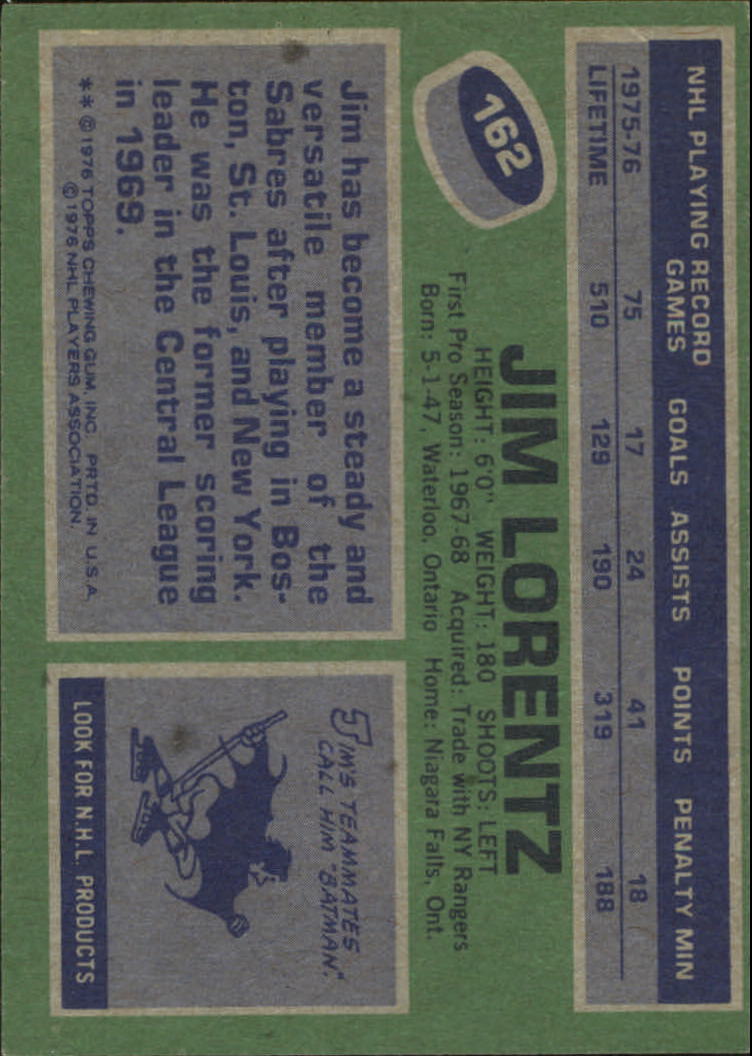 NHL PLAYING RECORD
GAMES GOALS ASSISTS POINTS PENALTY MIN
1975-76 75 17 24 41 18
LIFETIME 510 129 190 319 188
162
JIM LORENTZ
HEIGHT: 6'0" WEIGHT: 180 SHOOTS: LEFT
First Pro Season: 1967-68 Acquired: Trade with NY Rangers
Born: 5-1-47, Waterloo, Ontario Home: Niagara Falls, Ont.
Jim has become a steady and
versatile member of the
Sabres after playing in Bos-
ton, St. Louis, and New York.
He was the former scoring
leader in the Central League
in 1969.
** © 1976 TOPPS CHEWING GUM, INC. PRTD. IN U.S.A.
© 1976 NHL PLAYERS ASSOCIATION.
JIM'S TEAMMATES
CALL HIM "BATMAN."
LOOK FOR N.H.L. PRODUCTS